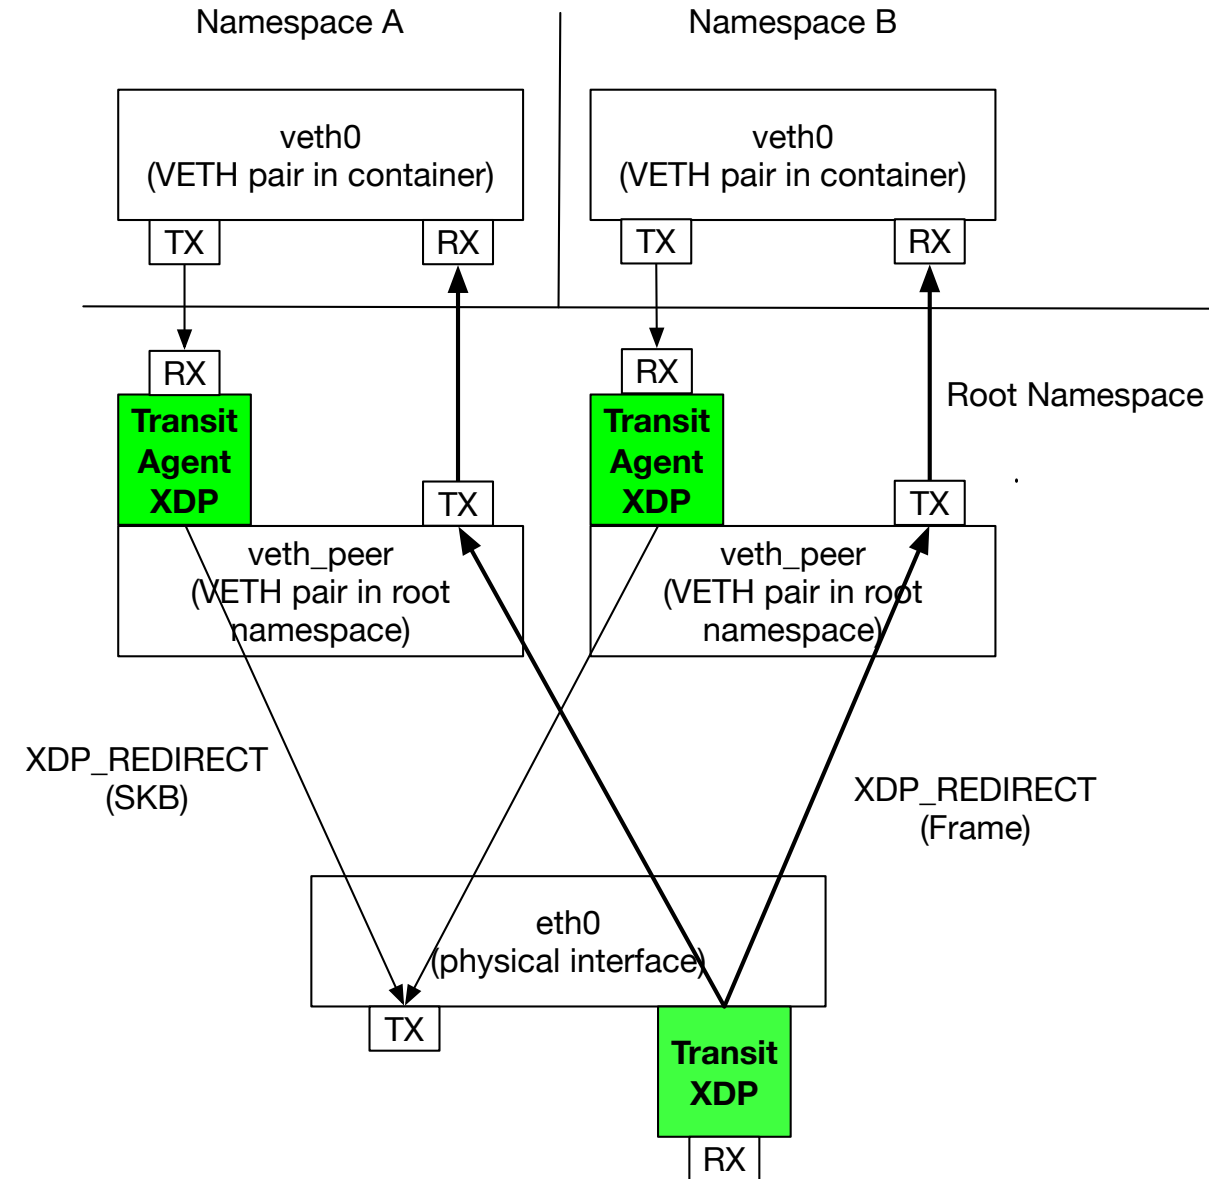 Namespace A
Namespace B
veth0
(VETH pair in container)
veth0
(VETH pair in container)
TX
RX
TX
RX
RX
RX
Transit
Agent
XDP
Transit
Agent
XDP
Root Namespace
TX
TX
veth_peer
(VETH pair in root
namespace)
veth_peer
(VETH pair in root
namespace)
XDP_REDIRECT
(SKB)
XDP_REDIRECT
(Frame)
eth0
(physical interface)
TX
Transit
XDP
RX